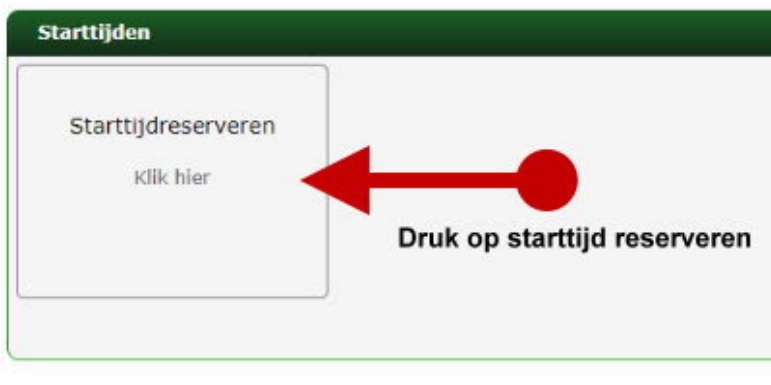 Starttijden
Starttijdreserveren
Klik hier
Druk op starttijd reserveren